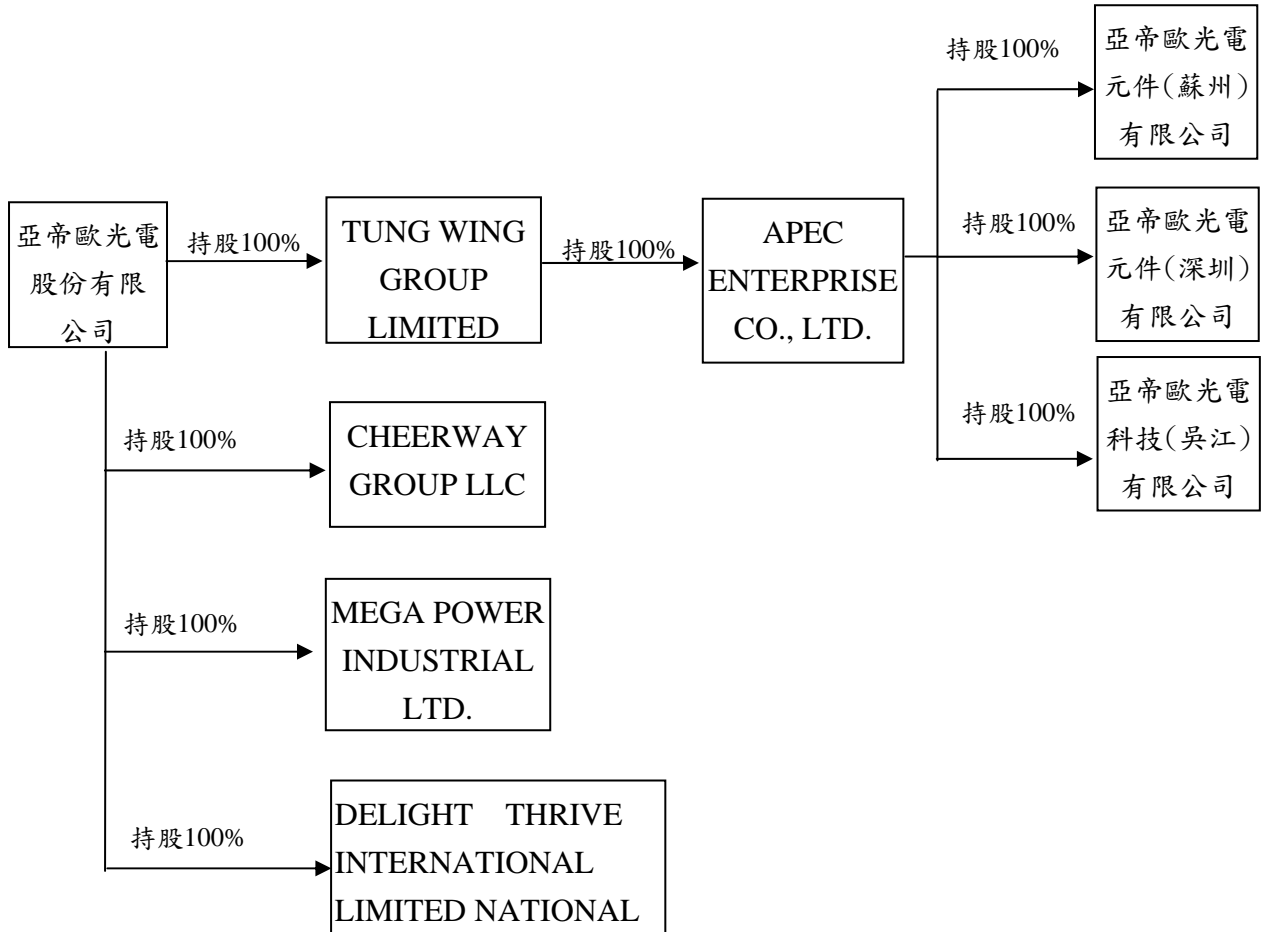 持股100%
亞帝歐光電
元件(蘇州)
有限公司
亞帝歐光電
股份有限
公司
持股100%
TUNG WING
GROUP
LIMITED
持股100%
APEC
ENTERPRISE
CO., LTD.
持股100%
亞帝歐光電
元件(深圳)
有限公司
持股100%
亞帝歐光電
科技(吳江)
有限公司
持股100%
CHEERWAY
GROUP LLC
持股100%
MEGA POWER
INDUSTRIAL
LTD.
持股100%
DELIGHT THRIVE
INTERNATIONAL
LIMITED NATIONAL